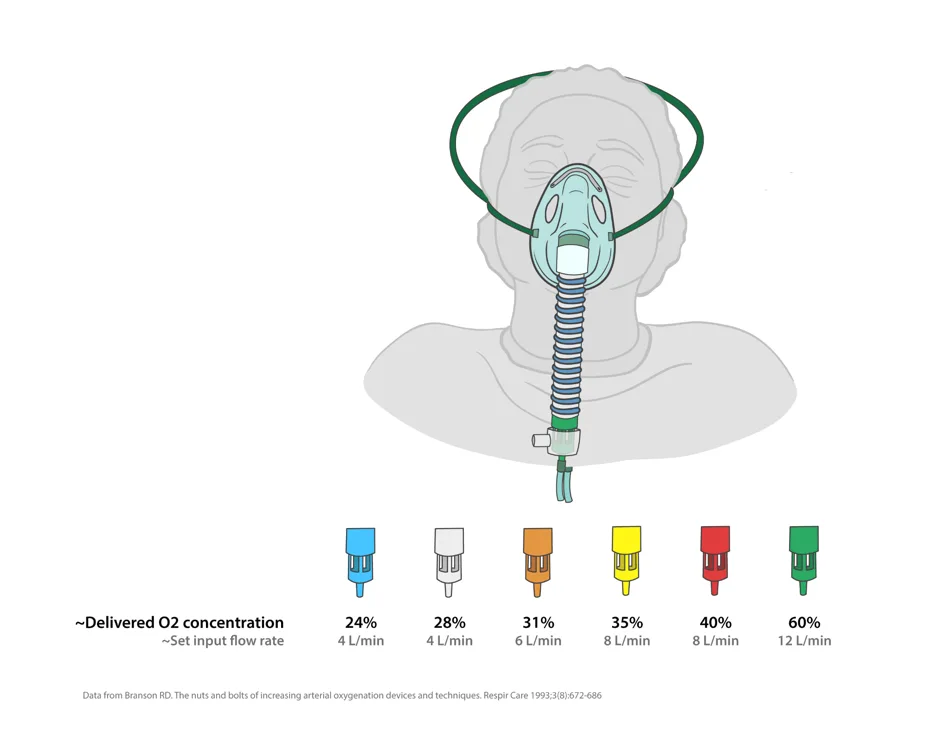 ~Delivered O2 concentration 24% 28% 31% 35% 40% 60%
~Set input flow rate 4 L/min 4 L/min 6 L/min 8 L/min 8 L/min 12 L/min
Data from Branson RD. The nuts and bolts of increasing arterial oxygenation devices and techniques. Respir Care 1993;3(8):672-686